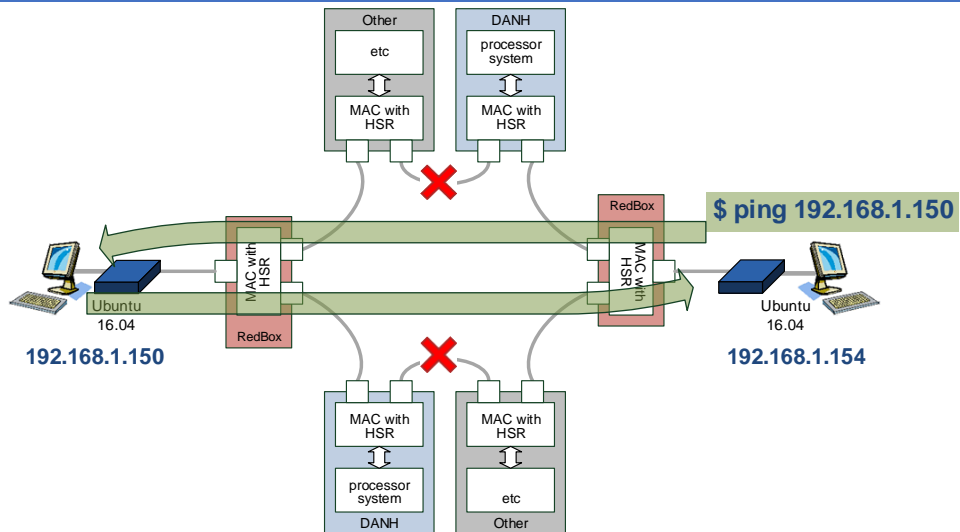 Other
etc
MAC with
HSR
DANH
processor
system
MAC with
HSR
RedBox
$ ping 192.168.1.150
MAC with
HSR
MAC with
HSR
Ubuntu
16.04
RedBox
192.168.1.150
Ubuntu
16.04
192.168.1.154
MAC with
HSR
processor
system
DANH
MAC with
HSR
etc
Other